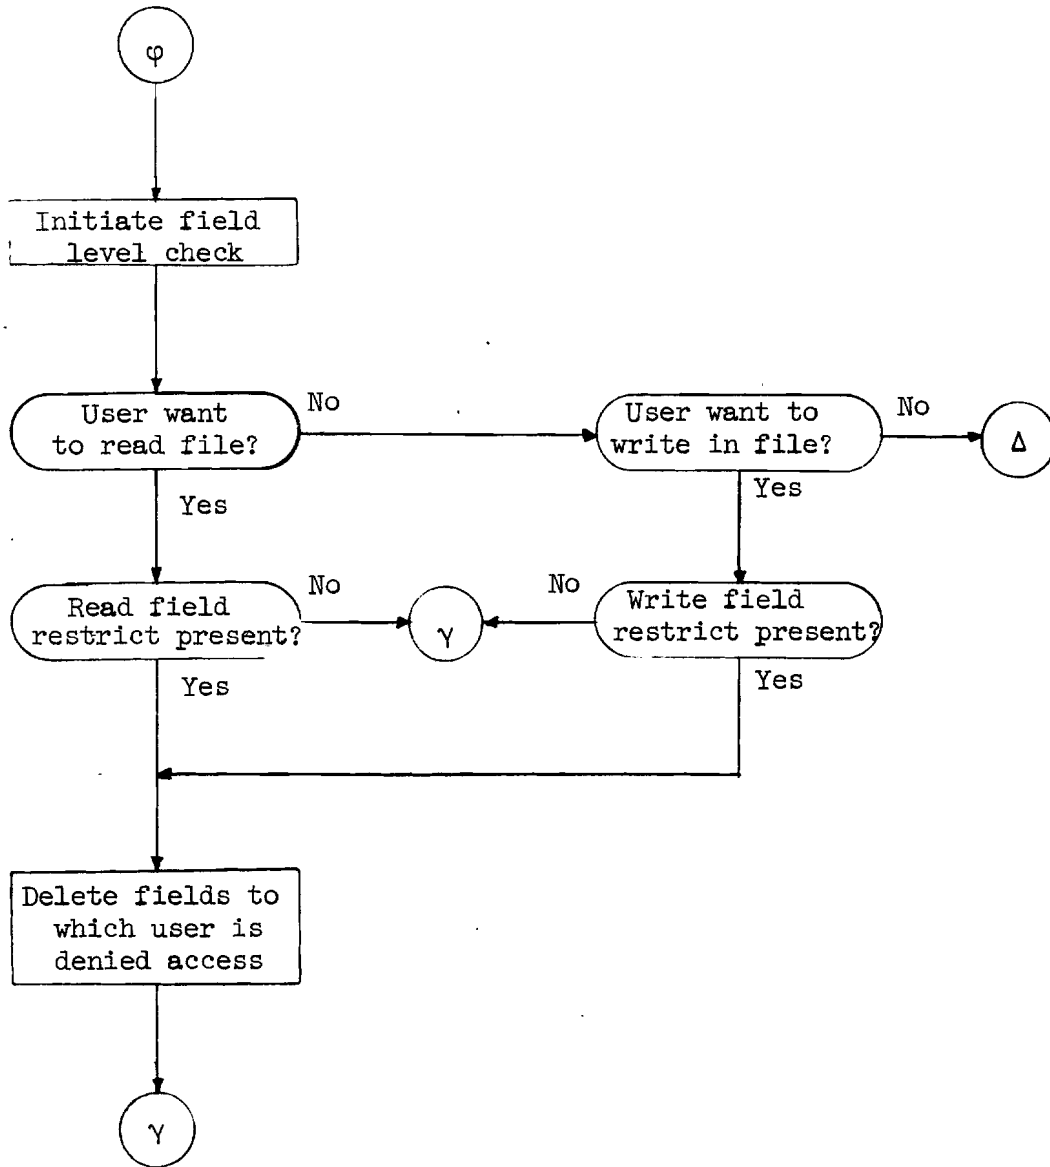 φ
Initiate field
level check
User want
to read file?
No
User want to
write in file?
No
Δ
Yes
Yes
Read field
restrict present?
No
γ
No
Write field
restrict present?
Yes
Yes
Delete fields to
which user is
denied access
γ